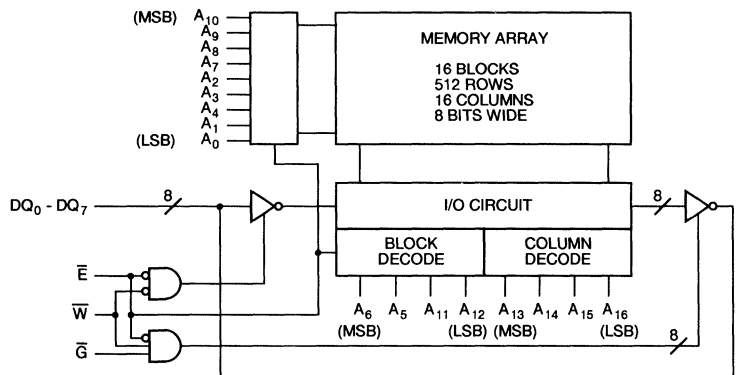 (MSB) A10
A9
A8
A7
A2
A3
A4
A1
(LSB) A0
MEMORY ARRAY
16 BLOCKS
512 ROWS
16 COLUMNS
8 BITS WIDE
DQ0 - DQ7
8
I/O CIRCUIT
8
BLOCK DECODE
COLUMN DECODE
E̅
W̅
G̅
A6 A5 A11 A12 A13 A14 A15 A16
(MSB) (LSB) (MSB) (LSB)
8